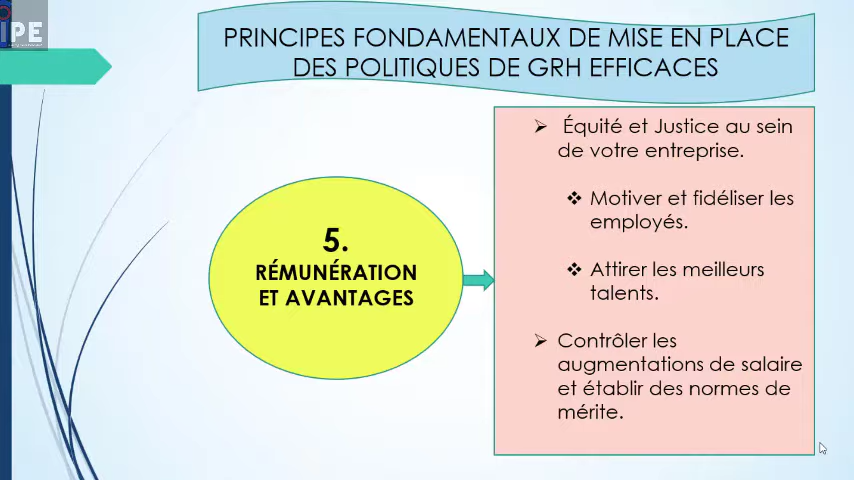 IPE
PRINCIPES FONDAMENTAUX DE MISE EN PLACE
DES POLITIQUES DE GRH EFFICACES
5.
RÉMUNÉRATION
ET AVANTAGES
➢ Équité et Justice au sein
de votre entreprise.
❖ Motiver et fidéliser les
employés.
❖ Attirer les meilleurs
talents.
➢ Contrôler les
augmentations de salaire
et établir des normes de
mérite.